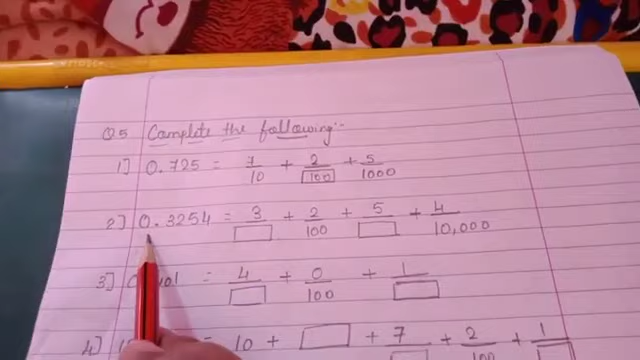 Q5 Complete the following:-
1] 0.725 = 7/10 + 2/100 + 5/1000
2] 0.3254 = 3/□ + 2/100 + 5/□ + 4/10,000
3] 401 = 4/□ + 0/100 + 1/□
4] = 10 + □ + 7/□ + 2/100 + 1/□